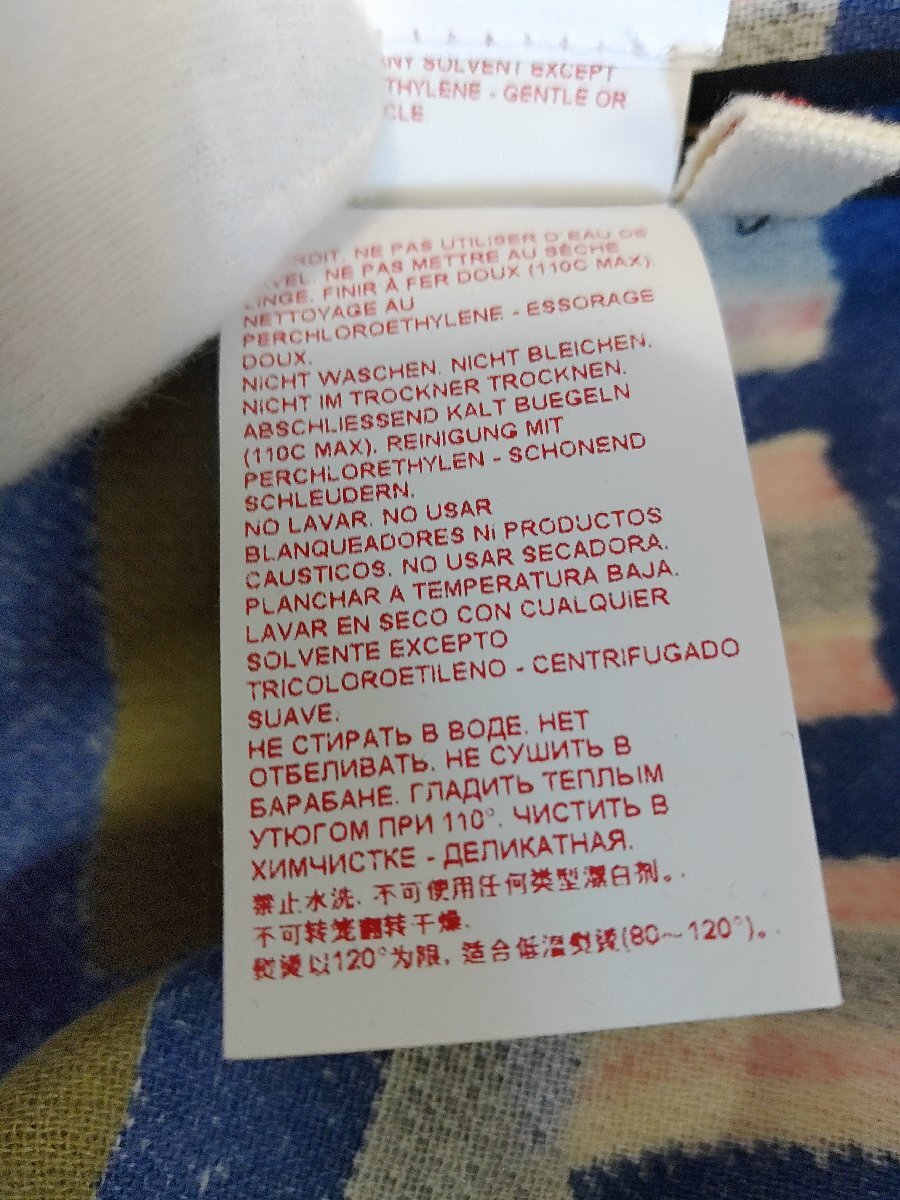 SOLVENT EXCEPT
THYLENE - GENTLE OR
CLE.
RDIT. NE PAS UTILISER D' EAU DE
VEL. NE PAS METTRE AU SÈCHE
LINGE. FINIR À FER DOUX (110C MAX).
NETTOYAGE AU
PERCHLOROETHYLENE - ESSORAGE
DOUX.
NiCHT WASCHEN. NICHT BLEICHEN.
NiCHT IM TROCKNER TROCKNEN.
ABSCHLIESSEND KALT BUEGELN
(110C MAX). REINIGUNG MIT
PERCHLORETHYLEN - SCHONEND
SCHLEUDERN.
NO LAVAR. NO USAR
BLANQUEADORES Ni PRODUCTOS
CAUSTICOS. NO USAR SECADORA.
PLANCHAR A TEMPERATURA BAJA.
LAVAR EN SECO CON CUALQUiER
SOLVENTE EXCEPTO
TRICOLOROETILENO - CENTRIFUGADO
SUAVE.
НЕ СТИРАТЬ В ВОДЕ. НЕТ
ОТБЕЛИВАТЬ. НЕ СУШИТЬ В
БАРАБАНЕ. ГЛАДИТЬ ТЕПЛЫМ
УТЮГОМ ПРИ 110°. ЧИСТИТЬ В
ХИМЧИСТКЕ - ДЕЛИКАТНАЯ.
禁止水洗. 不可使用任何类型漂白剂。.
不可转笼翻转干燥.
熨烫以120°为限, 适合低温熨烫(80～120°)。.